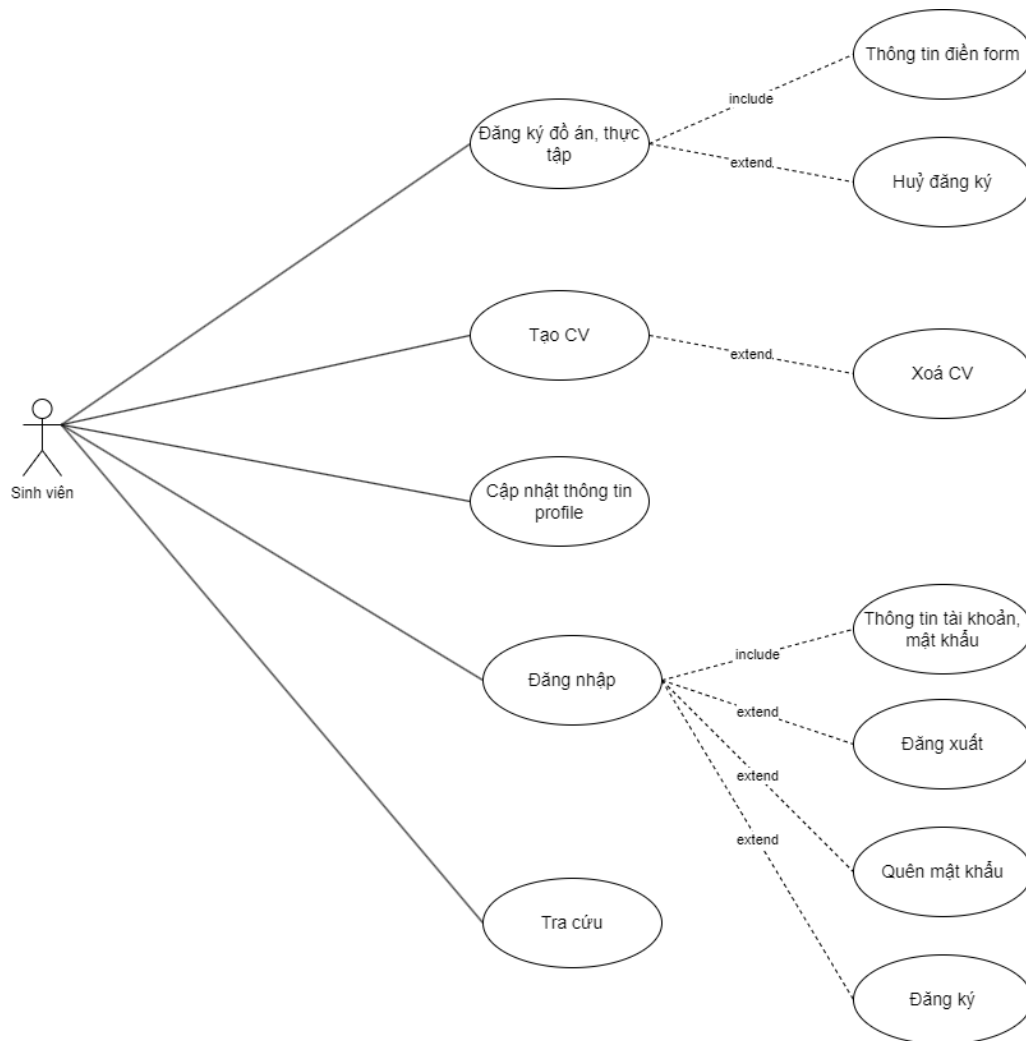 Thông tin điền form
include
Đăng ký đồ án, thực
tập
extend
Huỷ đăng ký
Tạo CV
extend
Xoá CV
Sinh viên
Cập nhật thông tin
profile
Thông tin tài khoản,
mật khẩu
include
Đăng nhập
extend
Đăng xuất
extend
Quên mật khẩu
extend
Tra cứu
Đăng ký